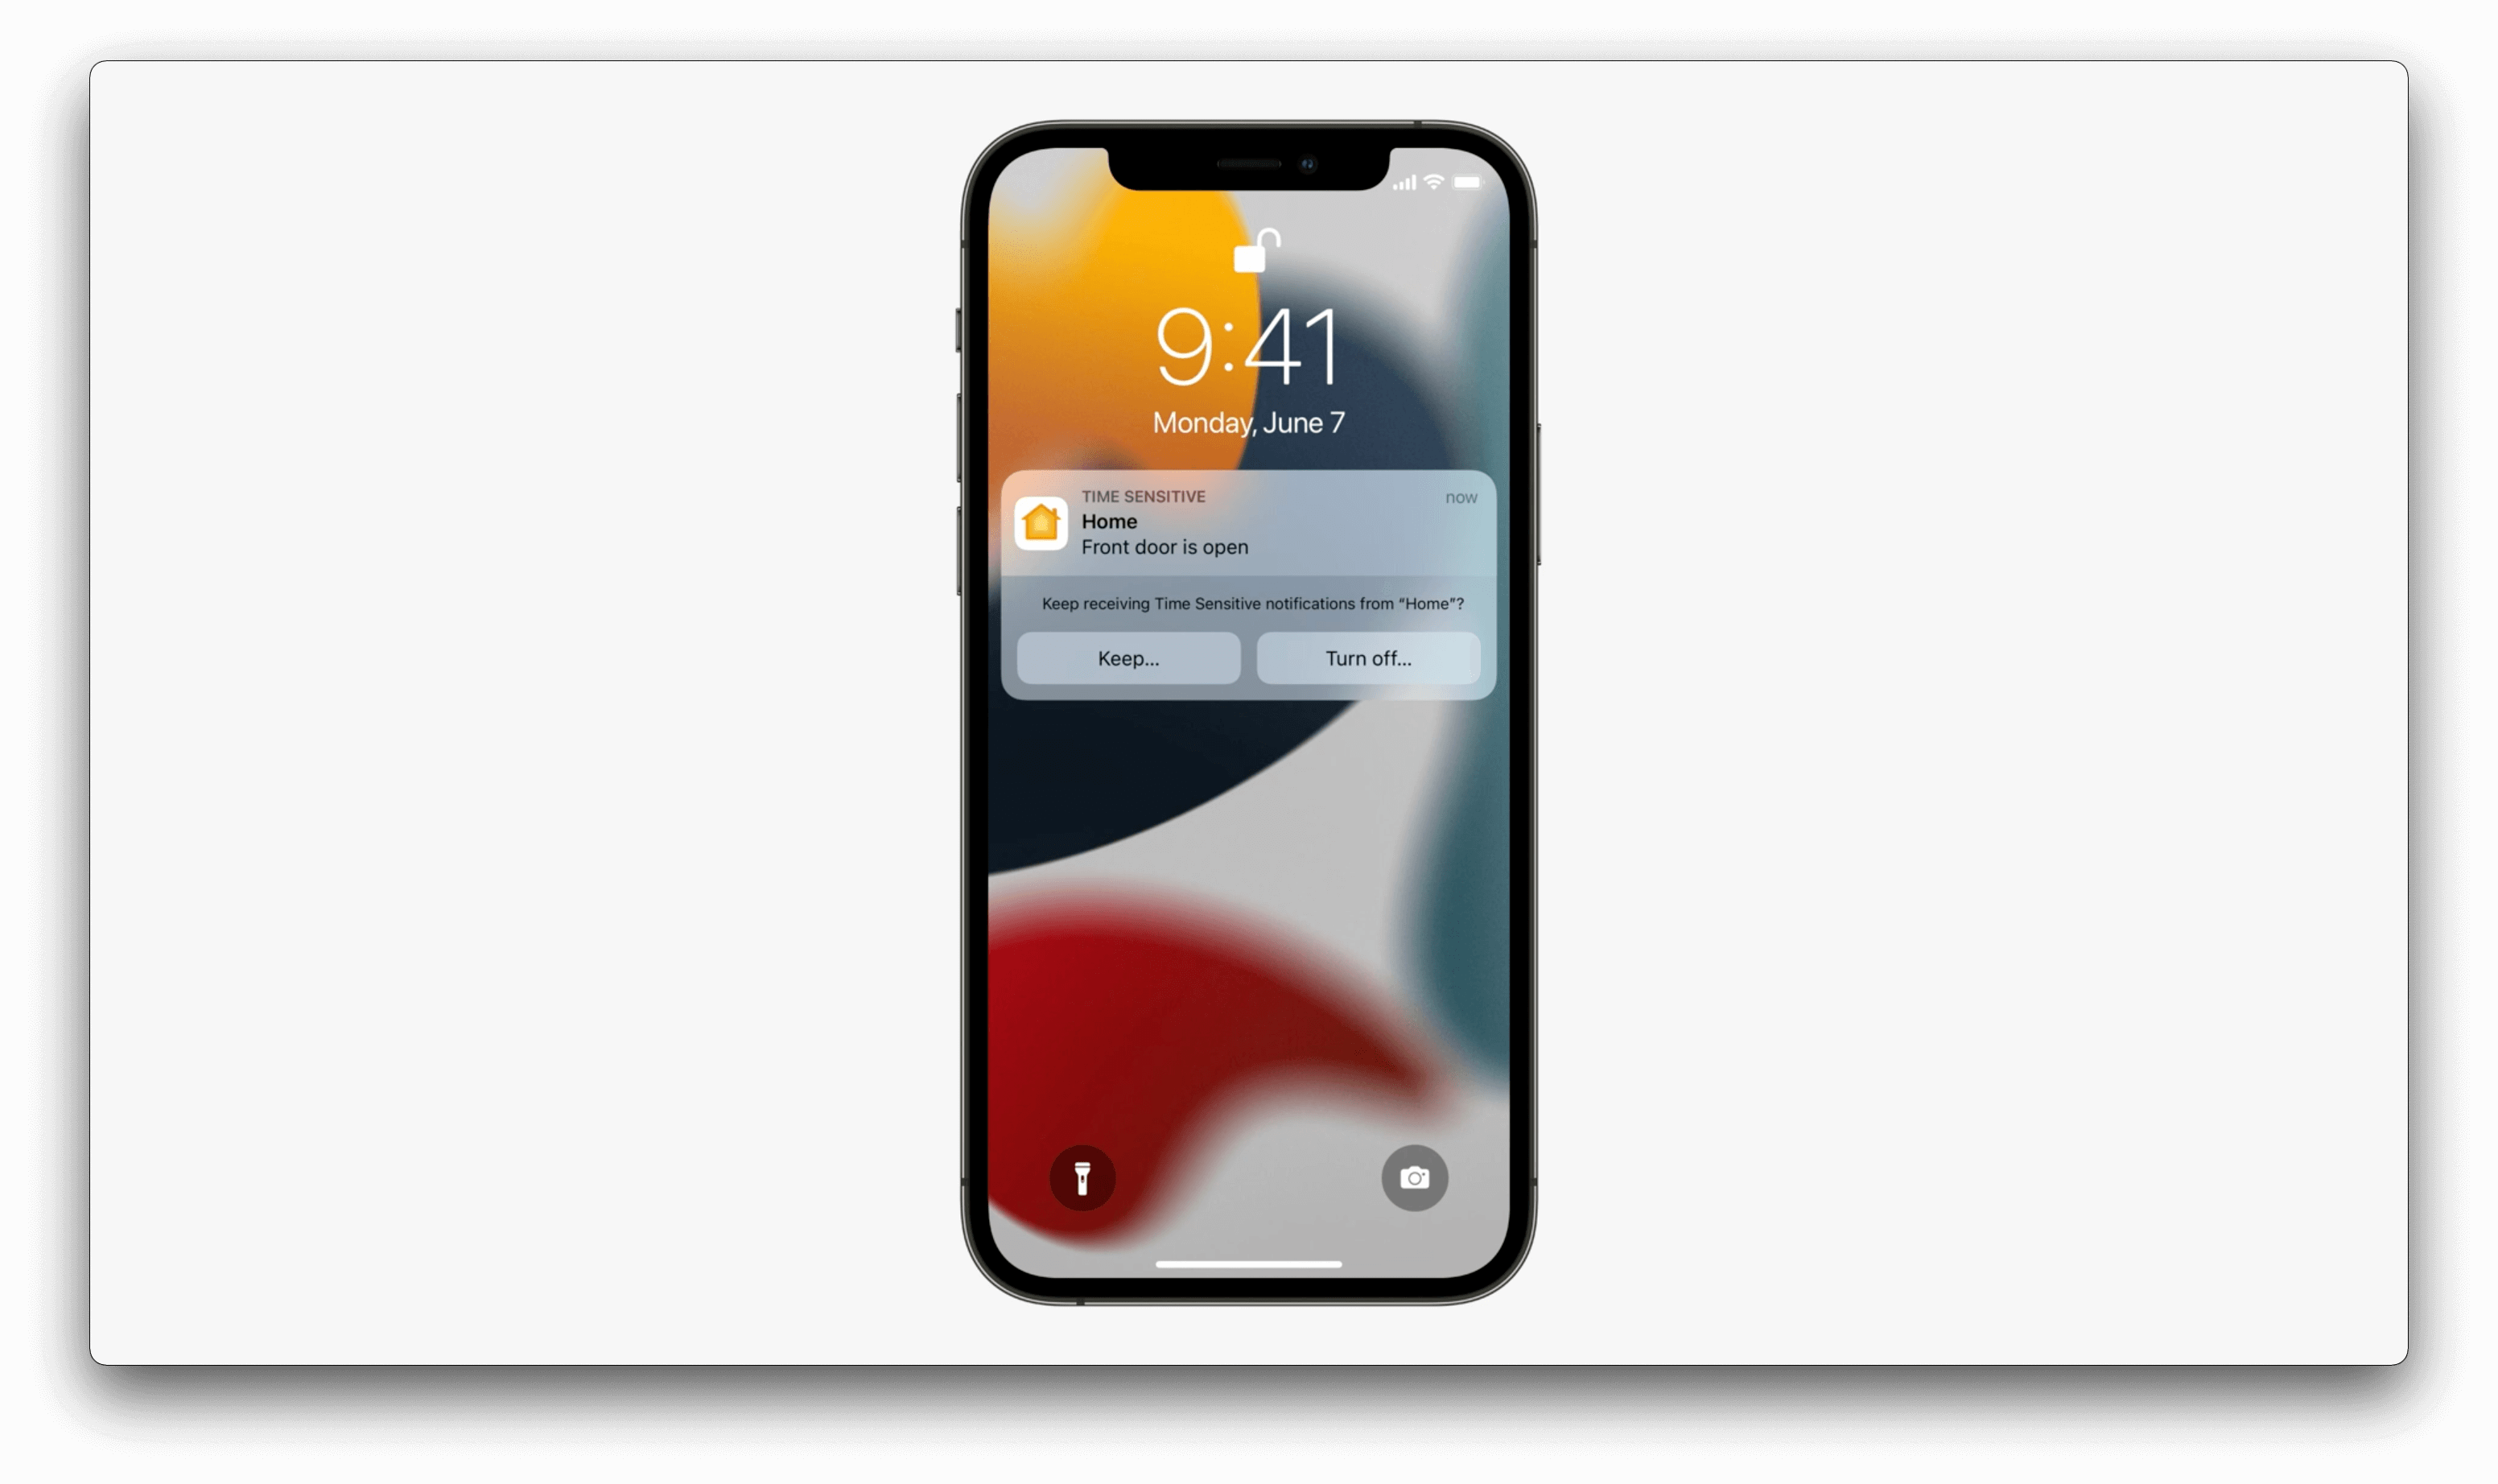 9:41
Monday, June 7
TIME SENSITIVE
now
Home
Front door is open
Keep receiving Time Sensitive notifications from “Home”?
Keep...
Turn off...